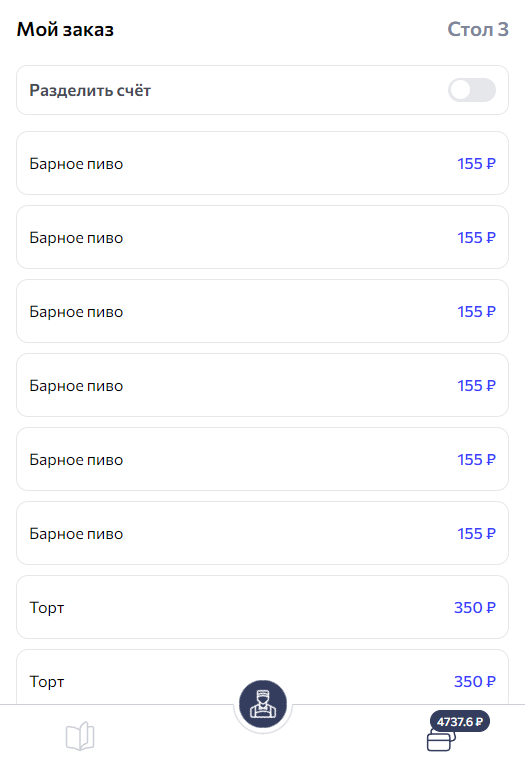 Мой заказ Стол 3
Разделить счёт
Барное пиво 155 ₽
Барное пиво 155 ₽
Барное пиво 155 ₽
Барное пиво 155 ₽
Барное пиво 155 ₽
Барное пиво 155 ₽
Торт 350 ₽
Торт 350 ₽
4737.6 ₽